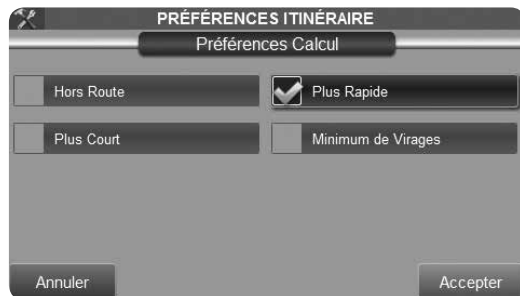 PRÉFÉRENCES ITINÉRAIRE
Préférences Calcul
Hors Route
Plus Rapide
Plus Court
Minimum de Virages
Annuler
Accepter